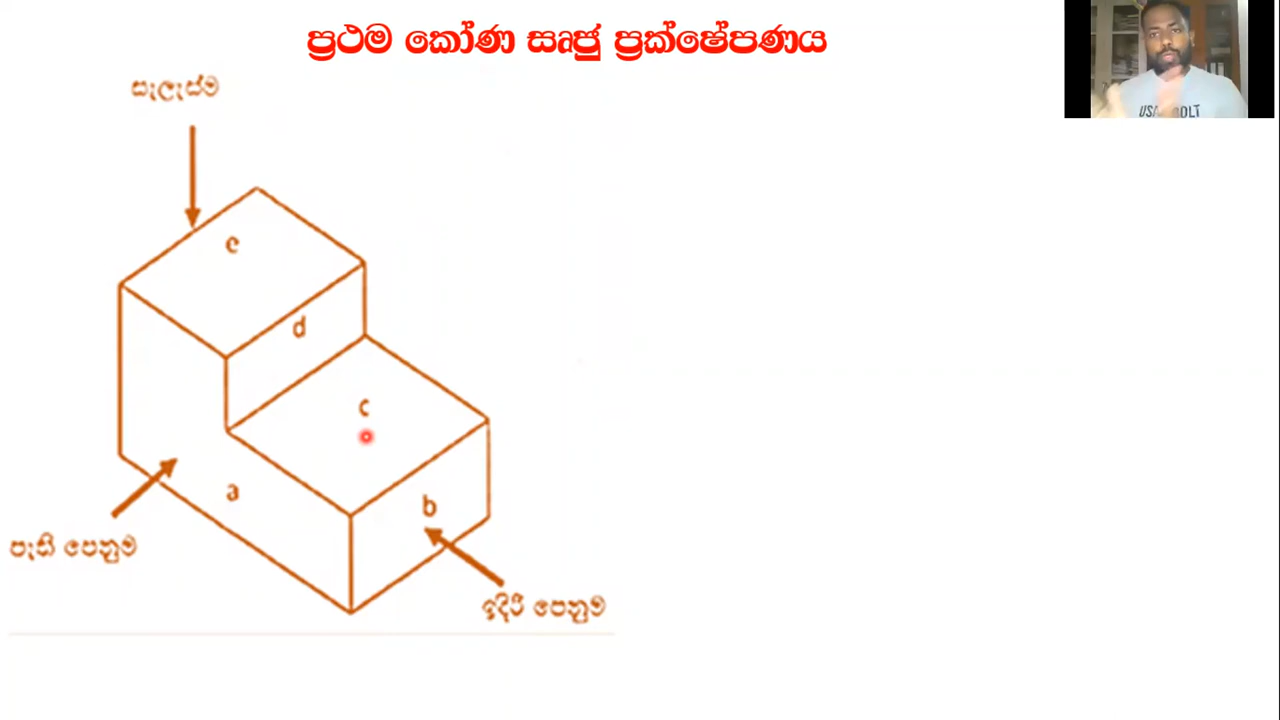 ප්‍රථම කෝණ සෘජු ප්‍රක්ෂේපණය
සැලැස්ම
e
d
c
a
b
පැති පෙනුම
ඉදිරි පෙනුම